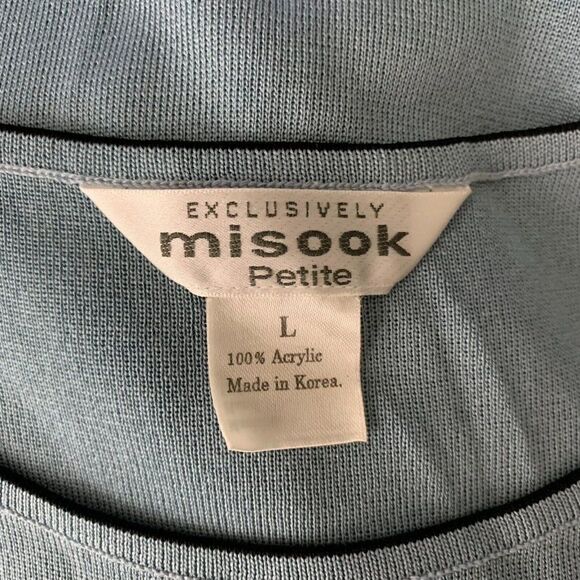 EXCLUSIVELY
misook
Petite
L
100% Acrylic
Made in Korea.